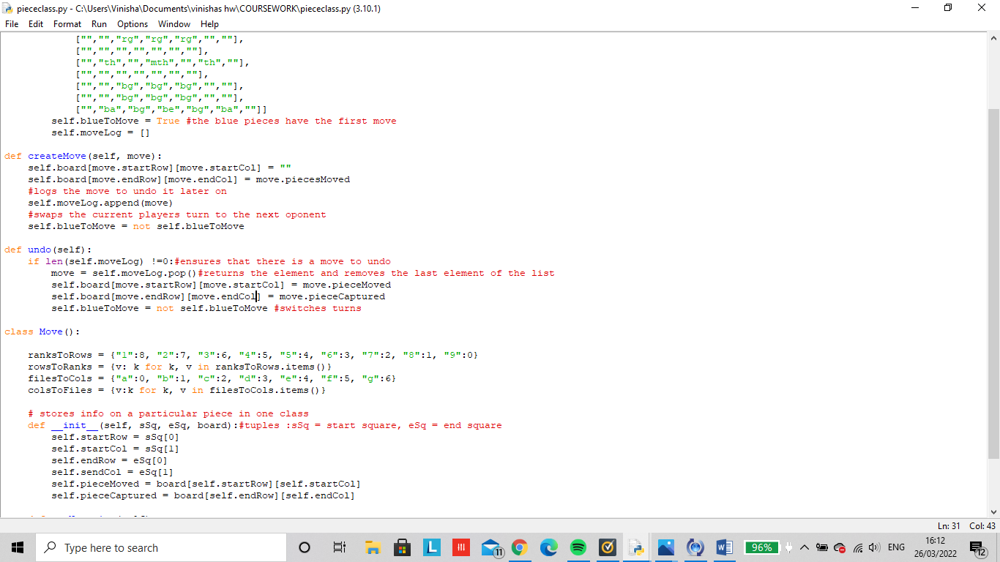 piececlass.py - C:\Users\Vinisha\Documents\vinishas hw\COURSEWORK\piececlass.py (3.10.1)
File Edit Format Run Options Window Help
["","","rg","rg","rg","",""],
["","","","","","",""],
["","th","","mth","","th",""],
["","","","","","",""],
["","","bg","bg","bg","",""],
["","","bg","bg","bg","",""],
["","ba","bg","be","bg","ba",""]]
self.blueToMove = True #the blue pieces have the first move
self.moveLog = []
def createMove(self, move):
self.board[move.startRow][move.startCol] = ""
self.board[move.endRow][move.endCol] = move.piecesMoved
#logs the move to undo it later on
self.moveLog.append(move)
#swaps the current players turn to the next oponent
self.blueToMove = not self.blueToMove
def undo(self):
if len(self.moveLog) !=0:#ensures that there is a move to undo
move = self.moveLog.pop()#returns the element and removes the last element of the list
self.board[move.startRow][move.startCol] = move.pieceMoved
self.board[move.endRow][move.endCol] = move.pieceCaptured
self.blueToMove = not self.blueToMove #switches turns
class Move():
ranksToRows = {"1":8, "2":7, "3":6, "4":5, "5":4, "6":3, "7":2, "8":1, "9":0}
rowsToRanks = {v: k for k, v in ranksToRows.items()}
filesToCols = {"a":0, "b":1, "c":2, "d":3, "e":4, "f":5, "g":6}
colsToFiles = {v:k for k, v in filesToCols.items()}
# stores info on a particular piece in one class
def __init__(self, sSq, eSq, board):#tuples :sSq = start square, eSq = end square
self.startRow = sSq[0]
self.startCol = sSq[1]
self.endRow = eSq[0]
self.sendCol = eSq[1]
self.pieceMoved = board[self.startRow][self.startCol]
self.pieceCaptured = board[self.endRow][self.endCol]
Ln: 31 Col: 43
Type here to search
L
11
96%
ENG
16:12
26/03/2022
12